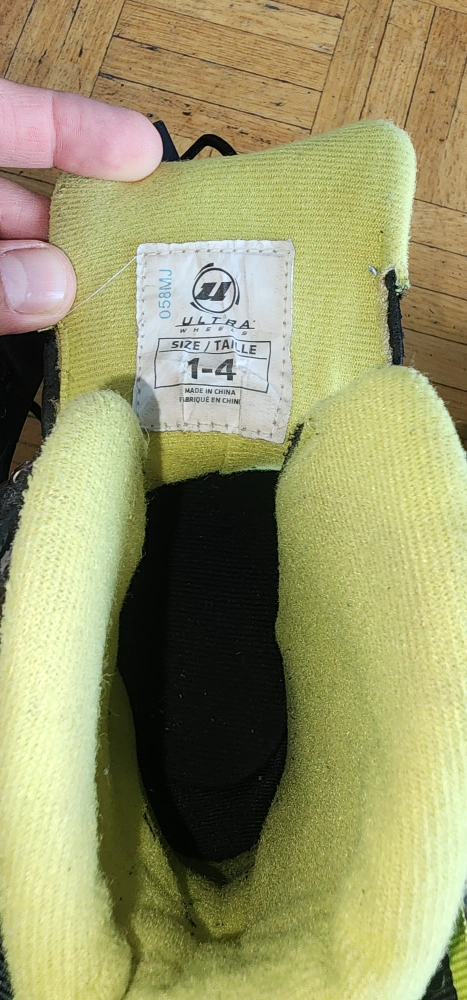 058MJ
ULTRA
WHEELS
SIZE / TAILLE
1-4
MADE IN CHINA
FABRIQUÉ EN CHINE